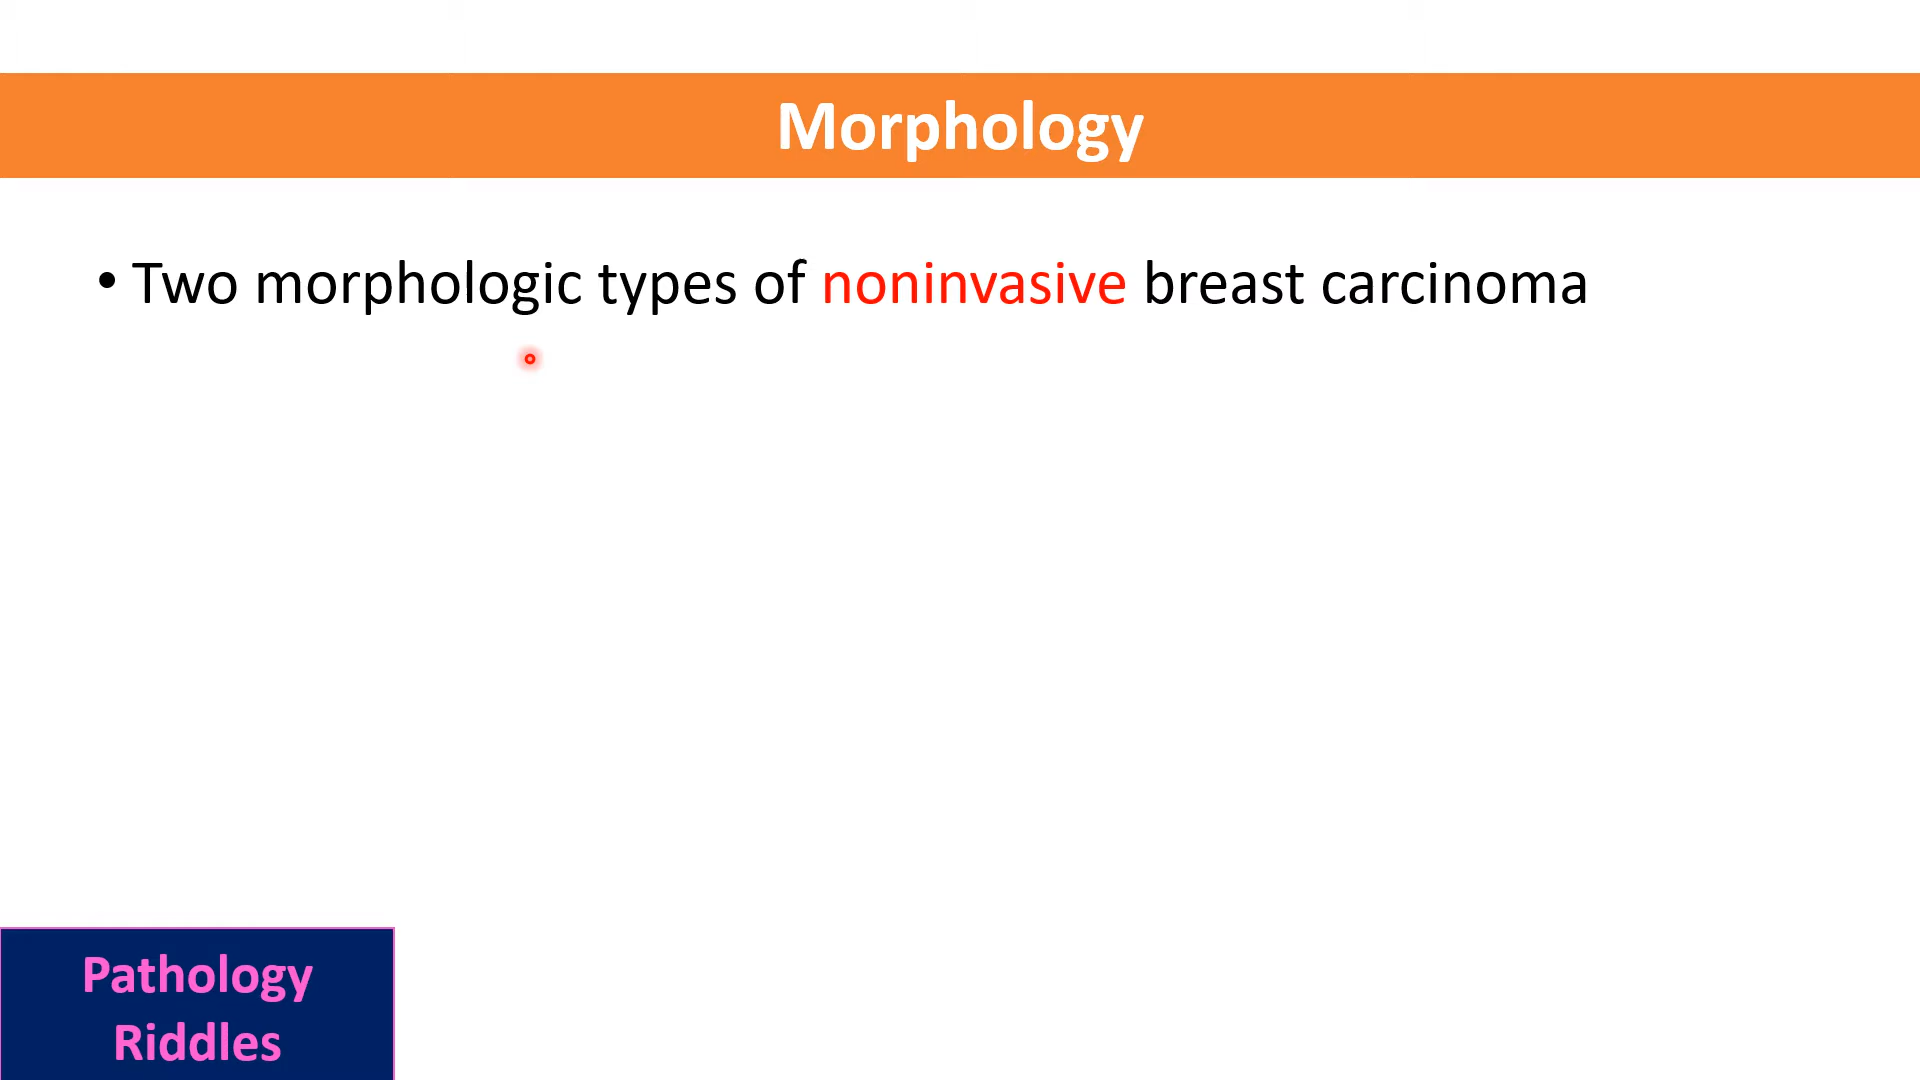 Morphology
• Two morphologic types of noninvasive breast carcinoma
Pathology
Riddles